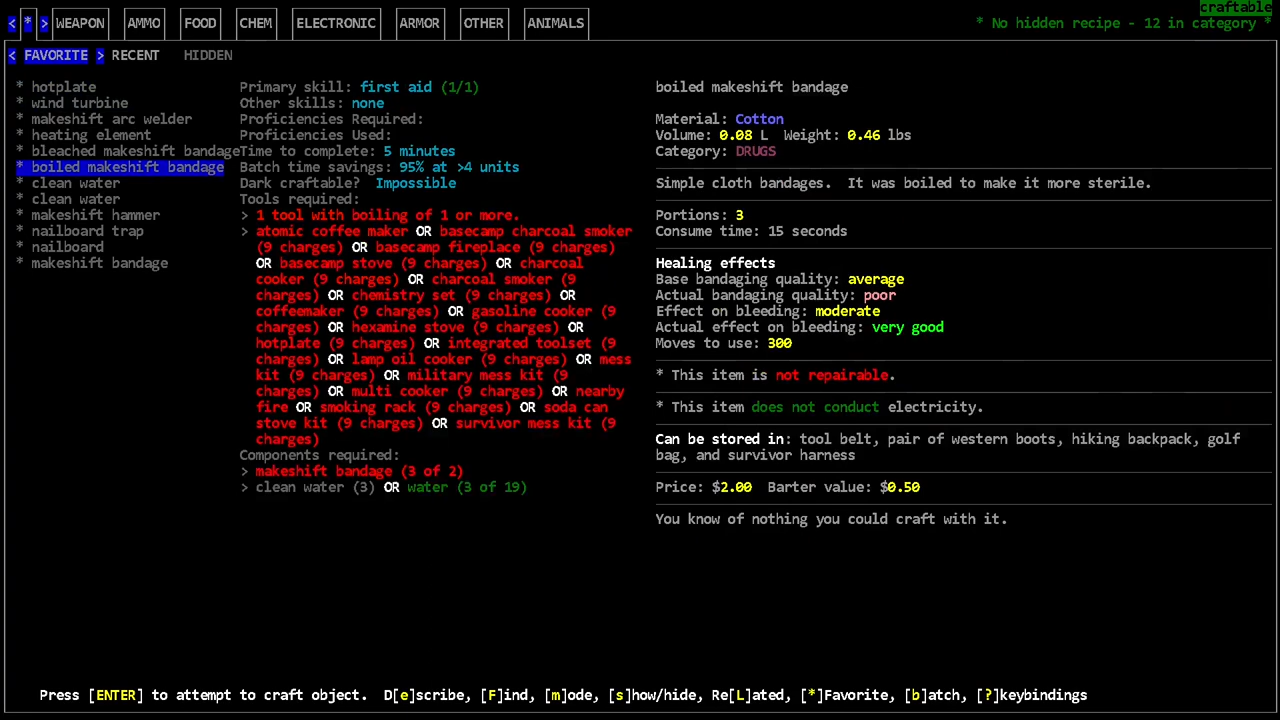 craftable
< * > WEAPON AMMO FOOD CHEM ELECTRONIC ARMOR OTHER ANIMALS * No hidden recipe - 12 in category *
< FAVORITE > RECENT HIDDEN
* hotplate
* wind turbine
* makeshift arc welder
* heating element
* bleached makeshift bandage
* boiled makeshift bandage
* clean water
* clean water
* makeshift hammer
* nailboard trap
* nailboard
* makeshift bandage
Primary skill: first aid (1/1)
Other skills: none
Proficiencies Required:
Proficiencies Used:
Time to complete: 5 minutes
Batch time savings: 95% at >4 units
Dark craftable? Impossible
Tools required:
> 1 tool with boiling of 1 or more.
> atomic coffee maker OR basecamp charcoal smoker
(9 charges) OR basecamp fireplace (9 charges)
OR basecamp stove (9 charges) OR charcoal
cooker (9 charges) OR charcoal smoker (9
charges) OR chemistry set (9 charges) OR
coffeemaker (9 charges) OR gasoline cooker (9
charges) OR hexamine stove (9 charges) OR
hotplate (9 charges) OR integrated toolset (9
charges) OR lamp oil cooker (9 charges) OR mess
kit (9 charges) OR military mess kit (9
charges) OR multi cooker (9 charges) OR nearby
fire OR smoking rack (9 charges) OR soda can
stove kit (9 charges) OR survivor mess kit (9
charges)
Components required:
> makeshift bandage (3 of 2)
> clean water (3) OR water (3 of 19)
boiled makeshift bandage
Material: Cotton
Volume: 0.08 L Weight: 0.46 lbs
Category: DRUGS
Simple cloth bandages. It was boiled to make it more sterile.
Portions: 3
Consume time: 15 seconds
Healing effects
Base bandaging quality: average
Actual bandaging quality: poor
Effect on bleeding: moderate
Actual effect on bleeding: very good
Moves to use: 300
* This item is not repairable.
* This item does not conduct electricity.
Can be stored in: tool belt, pair of western boots, hiking backpack, golf
bag, and survivor harness
Price: $2.00 Barter value: $0.50
You know of nothing you could craft with it.
Press [ENTER] to attempt to craft object. D[e]scribe, [F]ind, [m]ode, [s]how/hide, Re[L]ated, [*]Favorite, [b]atch, [?]keybindings